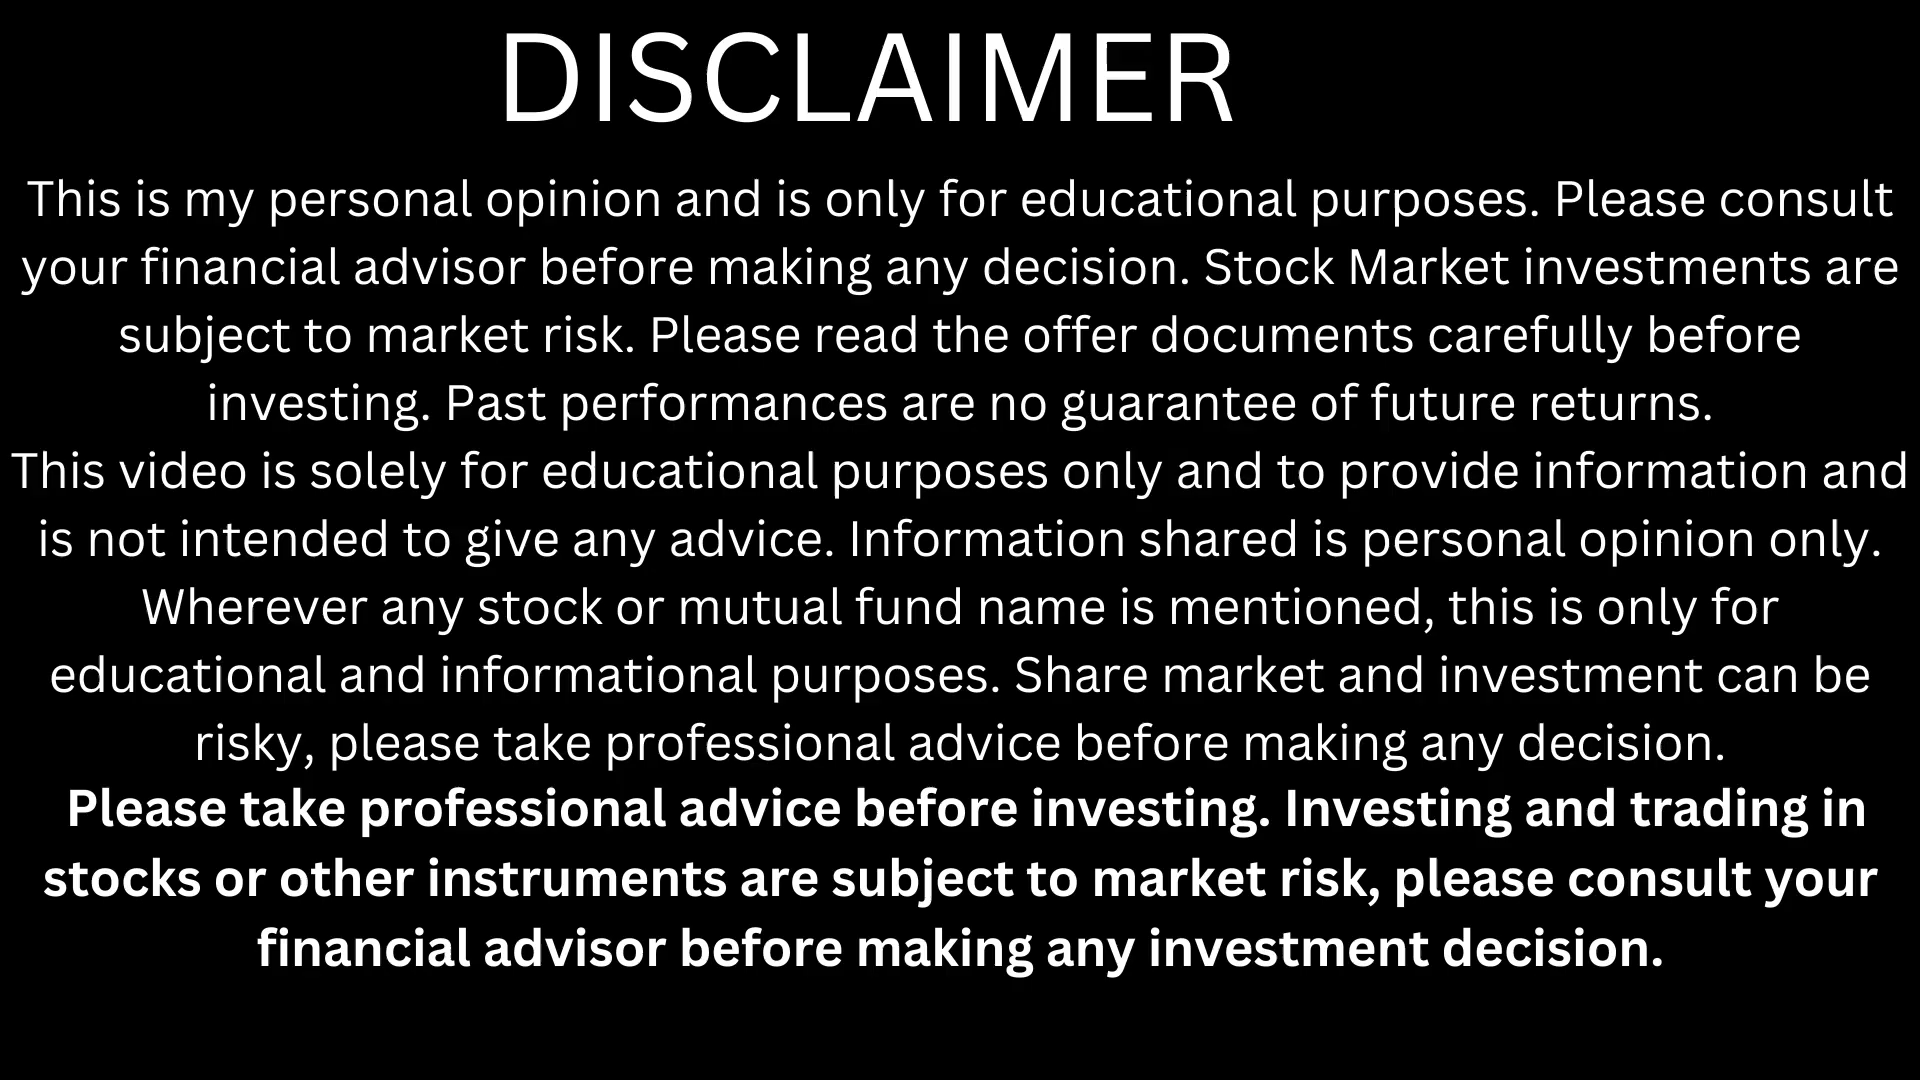 DISCLAIMER
This is my personal opinion and is only for educational purposes. Please consult
your financial advisor before making any decision. Stock Market investments are
subject to market risk. Please read the offer documents carefully before
investing. Past performances are no guarantee of future returns.
This video is solely for educational purposes only and to provide information and
is not intended to give any advice. Information shared is personal opinion only.
Wherever any stock or mutual fund name is mentioned, this is only for
educational and informational purposes. Share market and investment can be
risky, please take professional advice before making any decision.
Please take professional advice before investing. Investing and trading in
stocks or other instruments are subject to market risk, please consult your
financial advisor before making any investment decision.